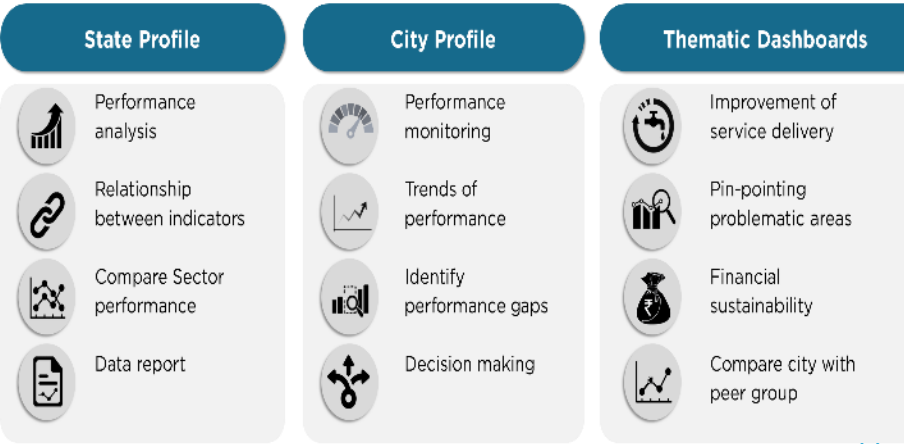 State Profile
Performance
analysis
Relationship
between indicators
Compare Sector
performance
Data report
City Profile
Performance
monitoring
Trends of
performance
Identify
performance gaps
Decision making
Thematic Dashboards
Improvement of
service delivery
Pin-pointing
problematic areas
₹
Financial
sustainability
Compare city with
peer group